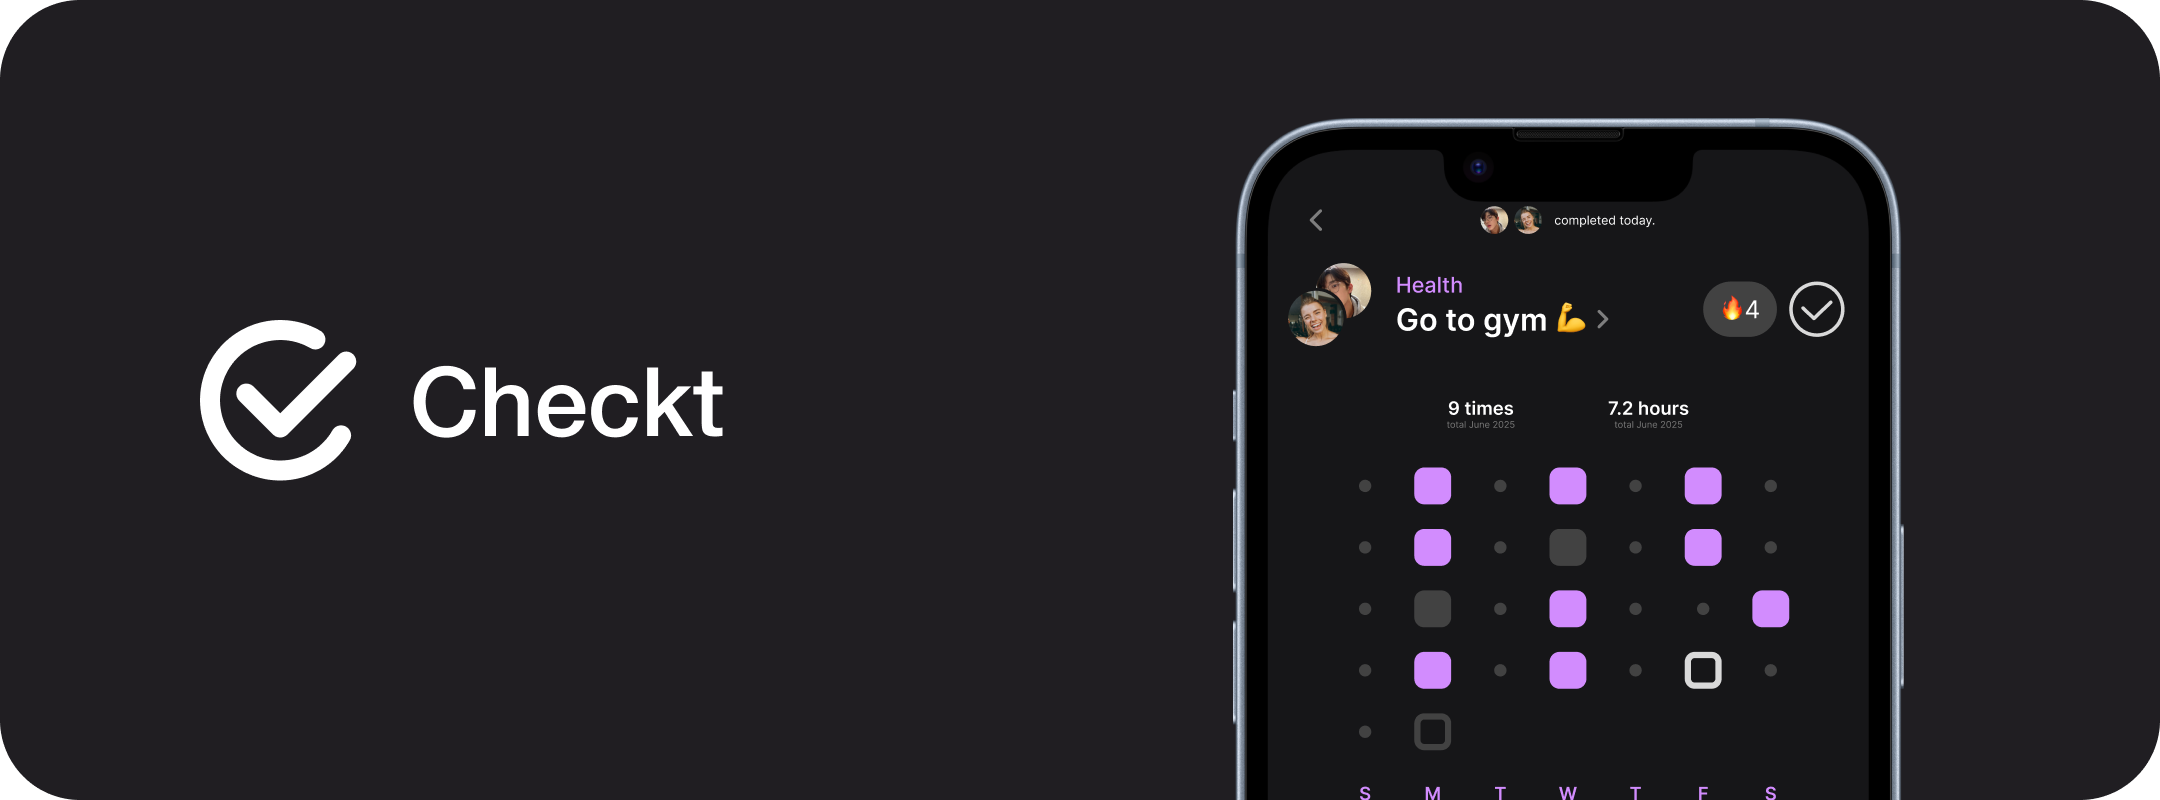 Checkt
completed today.
Health
Go to gym 💪
🔥4
9 times
total June 2025
7.2 hours
total June 2025
S M T W T F S